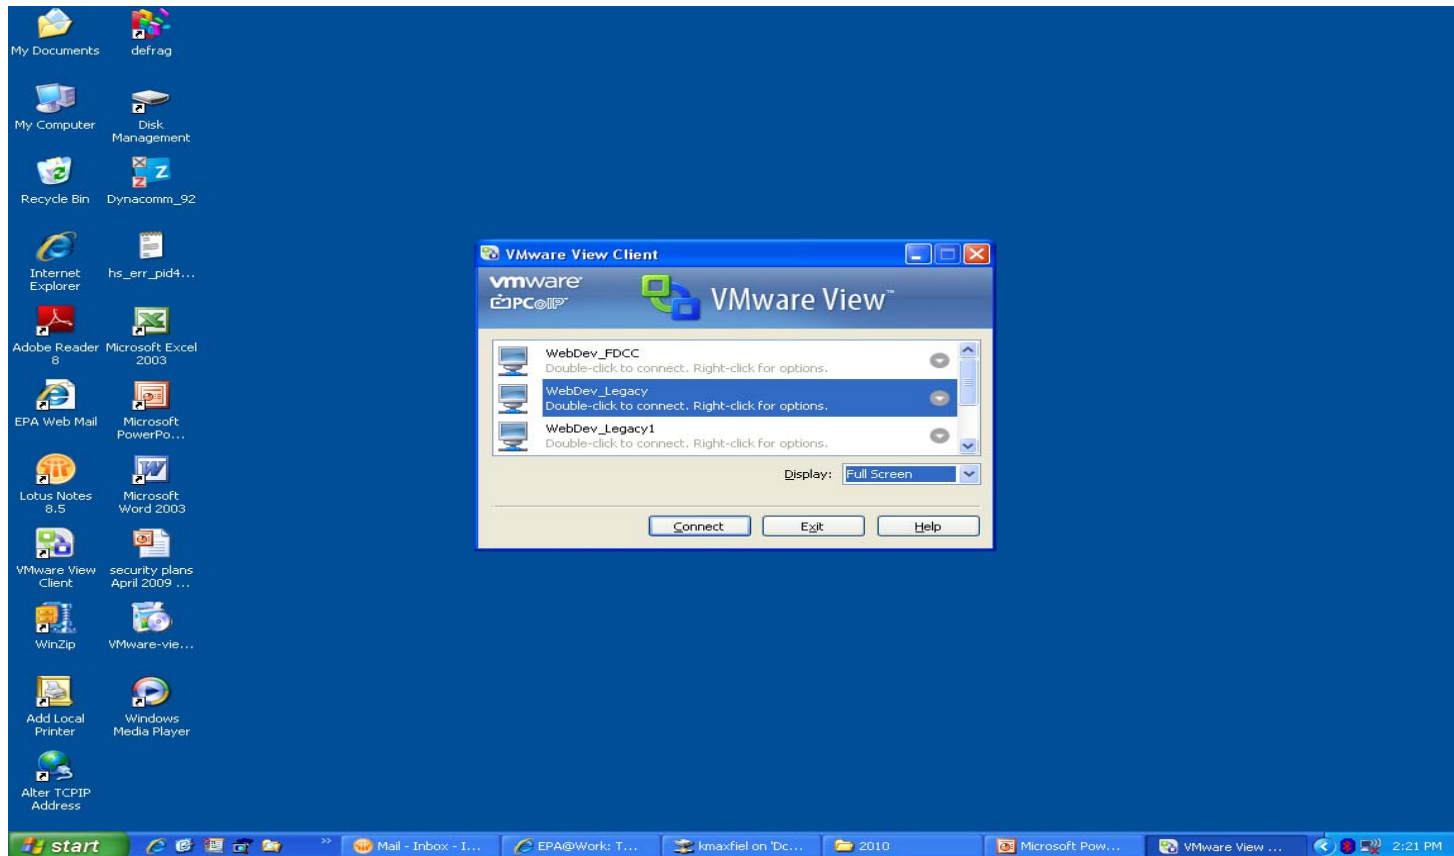 My Documents
defrag
My Computer
Disk
Management
Recycle Bin
Dynacomm_92
Internet
Explorer
hs_err_pid4...
Adobe Reader
8
Microsoft Excel
2003
EPA Web Mail
Microsoft
PowerPo...
Lotus Notes
8.5
Microsoft
Word 2003
VMware View
Client
security plans
April 2009 ...
WinZip
VMware-vie...
Add Local
Printer
Windows
Media Player
Alter TCPIP
Address
VMware View Client
vmware®
PCoIP®
VMware View™
WebDev_FDCC
Double-click to connect. Right-click for options.
WebDev_Legacy
Double-click to connect. Right-click for options.
WebDev_Legacy1
Double-click to connect. Right-click for options.
Display: Full Screen
Connect Exit Help
start » Mail - Inbox - I... EPA@Work: T... kmaxfiel on 'Dc... 2010 Microsoft Pow... VMware View ... 2:21 PM